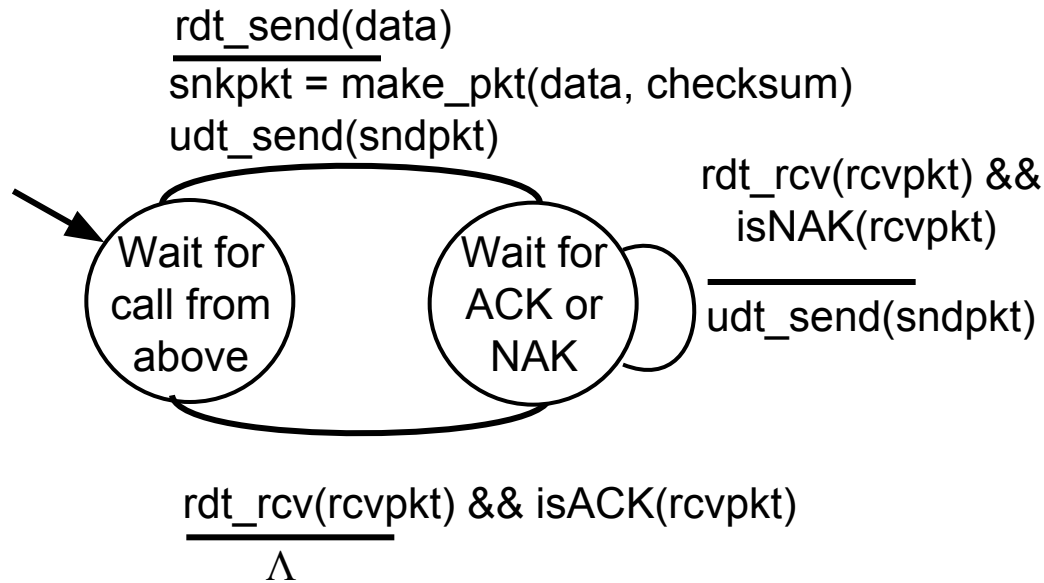 rdt_send(data)
snkpkt = make_pkt(data, checksum)
udt_send(sndpkt)
rdt_rcv(rcvpkt) &&
isNAK(rcvpkt)
udt_send(sndpkt)
Wait for
call from
above
Wait for
ACK or
NAK
rdt_rcv(rcvpkt) && isACK(rcvpkt)
Λ